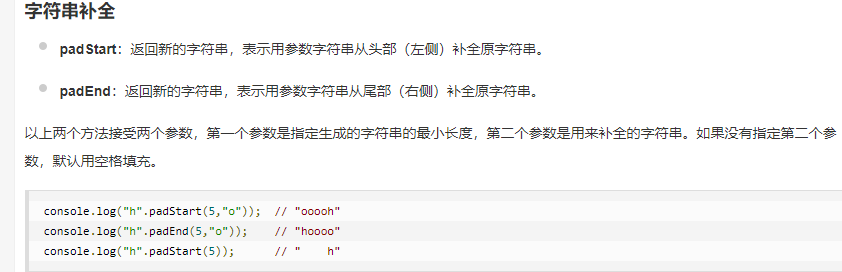 字符串补全
padStart：返回新的字符串，表示用参数字符串从头部（左侧）补全原字符串。
padEnd：返回新的字符串，表示用参数字符串从尾部（右侧）补全原字符串。
以上两个方法接受两个参数，第一个参数是指定生成的字符串的最小长度，第二个参数是用来补全的字符串。如果没有指定第二个参
数，默认用空格填充。
console.log("h".padStart(5,"o"));  // "ooooh"
console.log("h".padEnd(5,"o"));    // "hoooo"
console.log("h".padStart(5));      // "    h"